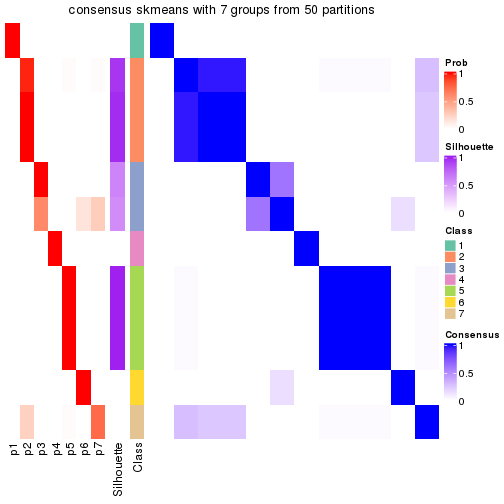 consensus skmeans with 7 groups from 50 partitions
Prob
1
0.5
0
Silhouette
1
0.5
0
Class
1
2
3
4
5
6
7
Consensus
1
0.5
0
p1
p2
p3
p4
p5
p6
p7
Silhouette
Class